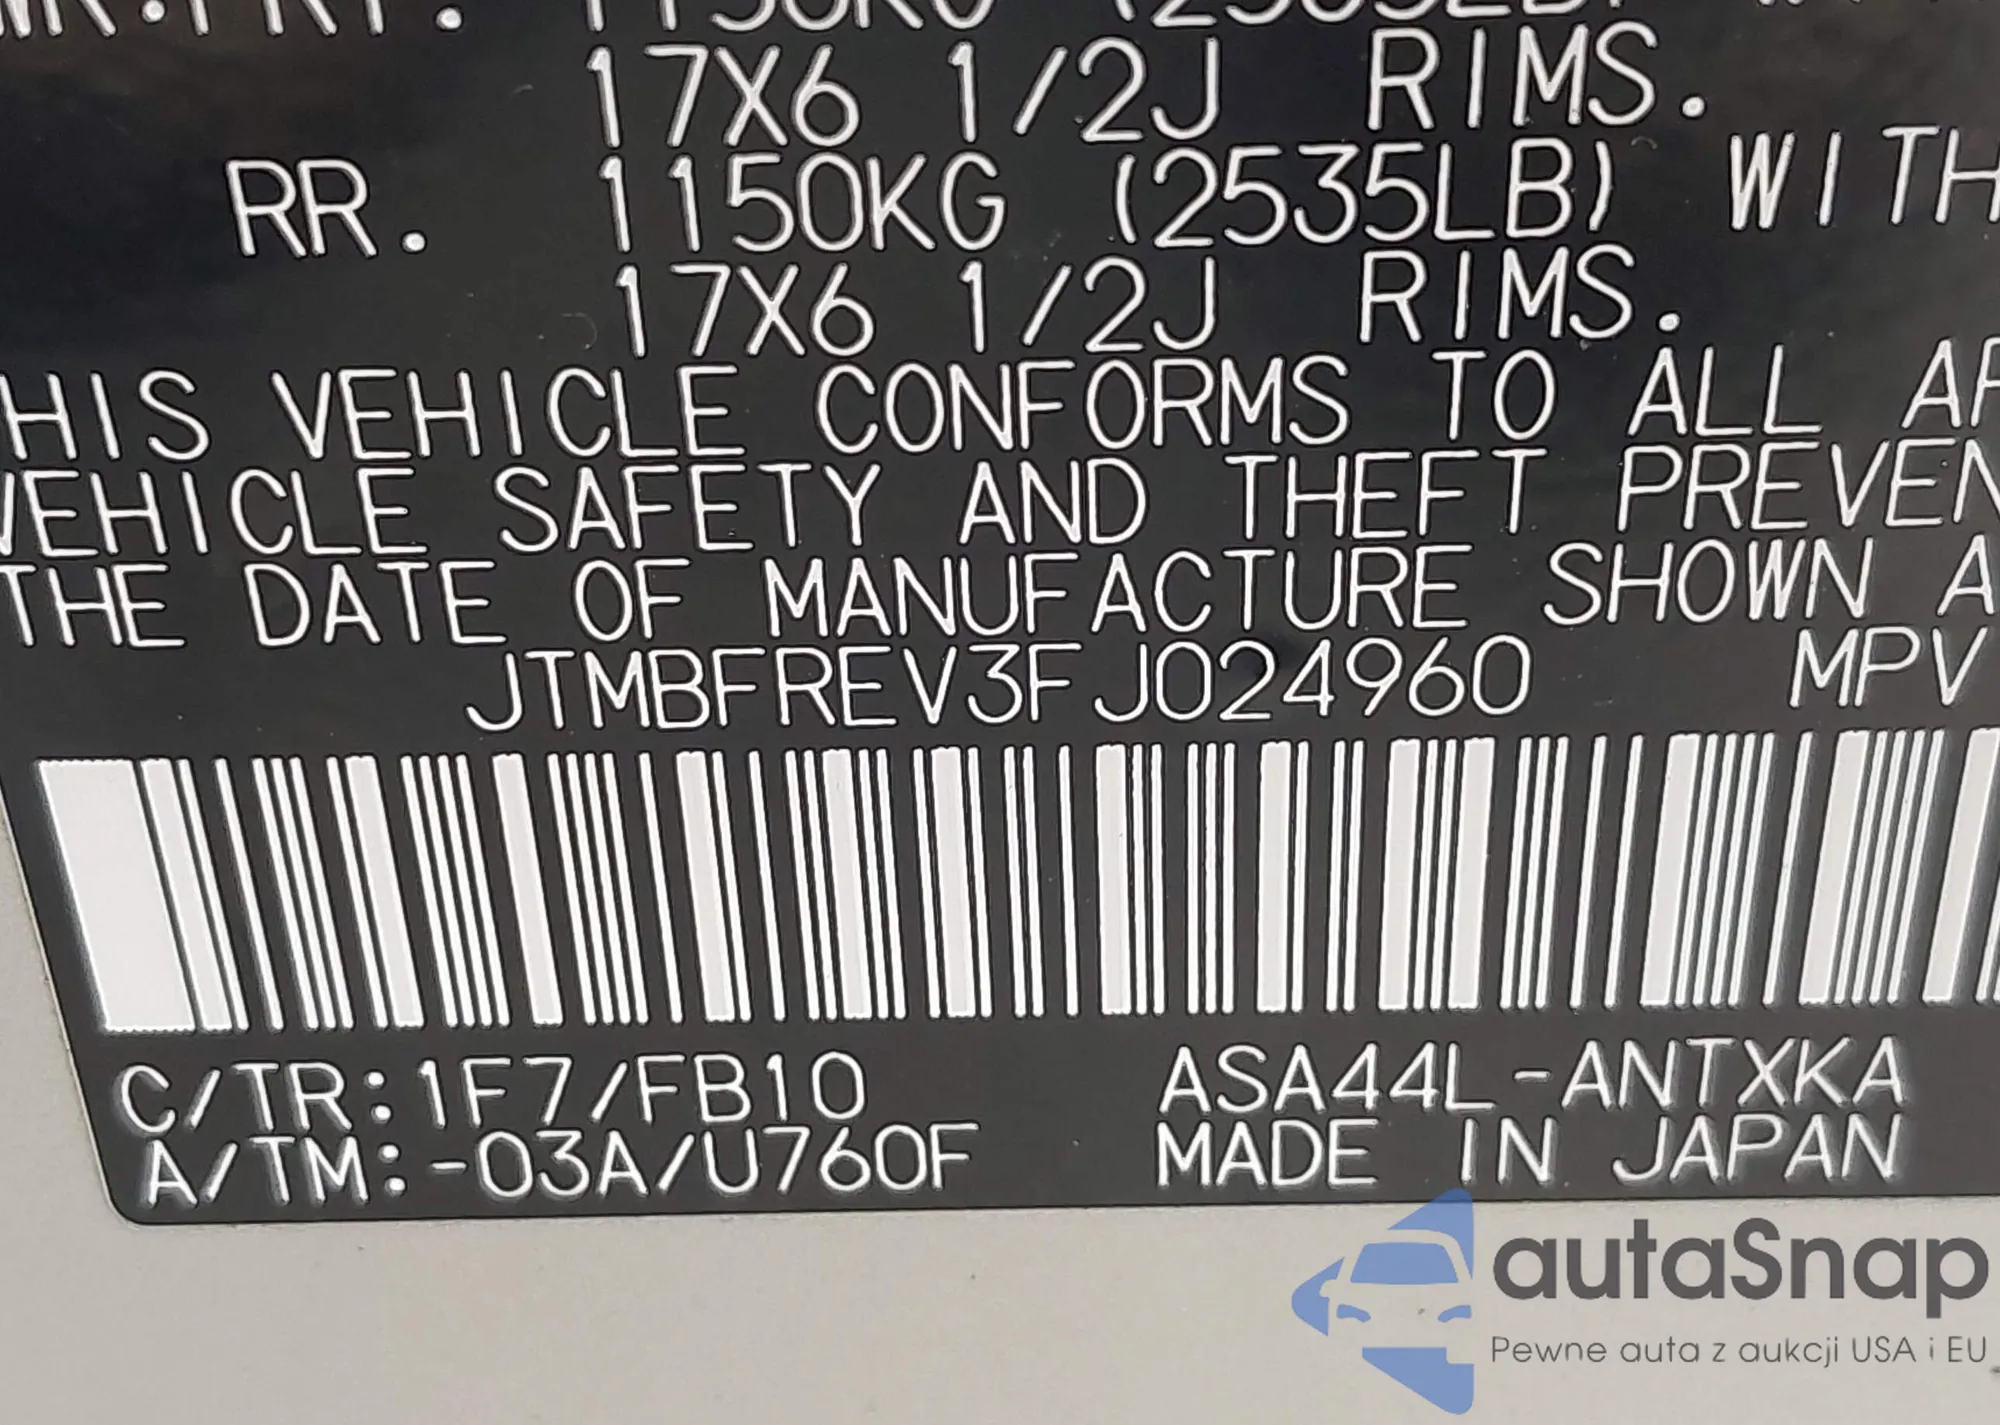 17X6 1/2J RIMS.
RR. 1150KG (2535LB) WITH
17X6 1/2J RIMS.
HIS VEHICLE CONFORMS TO ALL AP
VEHICLE SAFETY AND THEFT PREVEN
THE DATE OF MANUFACTURE SHOWN A
JTMBFREV3FJ024960 MPV
C/TR:1F7/FB10 ASA44L-ANTXKA
A/TM:-03A/U760F MADE IN JAPAN
autaSnap
Pewne auta z aukcji USA i EU